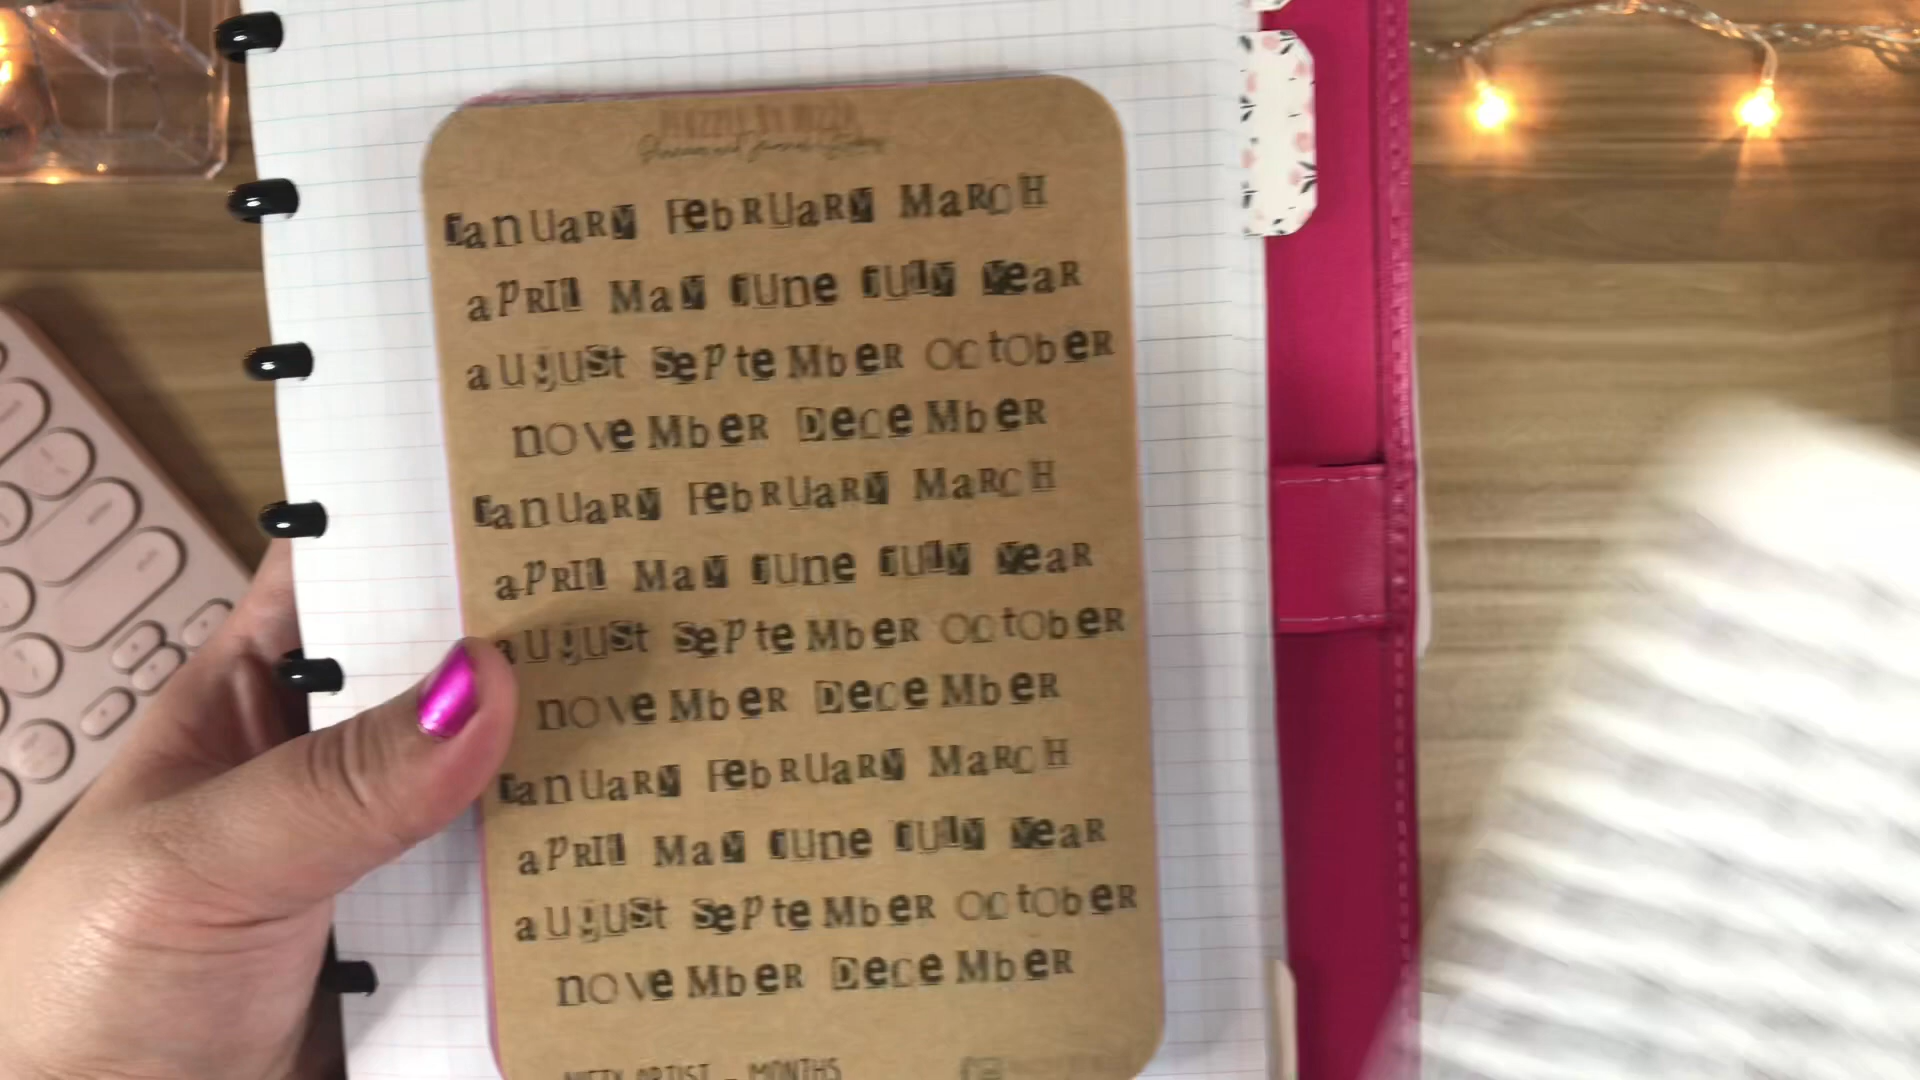 January February March
april May June July Year
august September October
november December
January February March
april May June July Year
august September October
november December
January February March
april May June July Year
august September October
november December
ARTIST - MONTHS